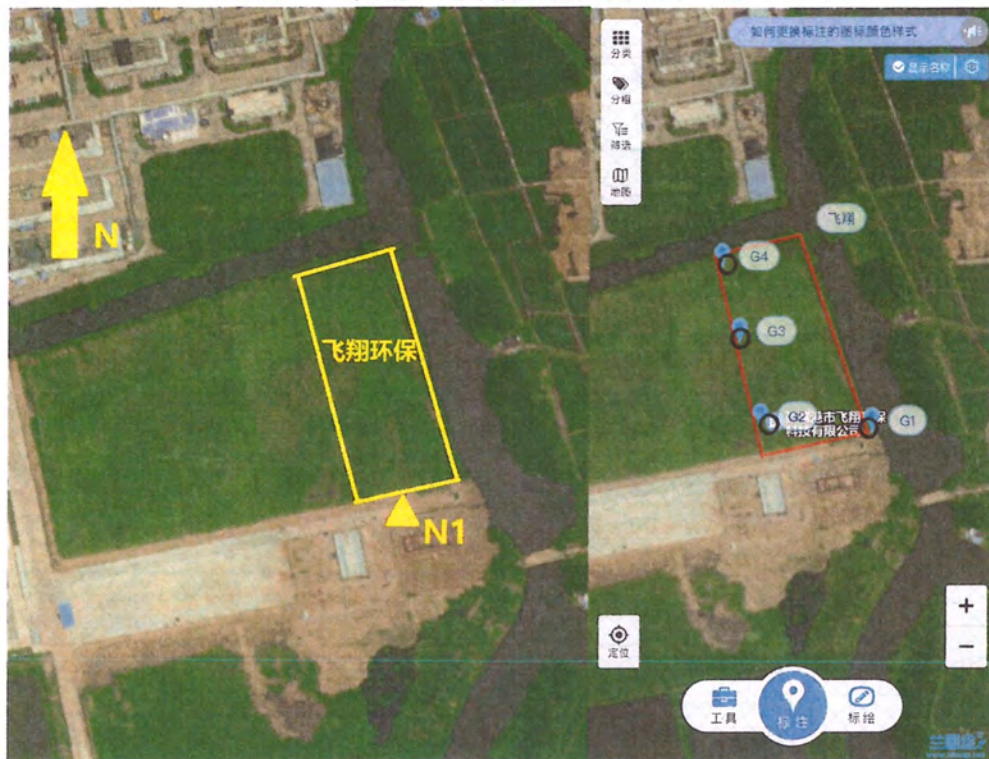 N
飞翔环保
N1
如何更换标注的图标颜色样式
显示名称
分类
分组
筛选
地图
飞翔
G4
G3
G2
港市飞翔
保
科技有限公司
G1
+
−
定位
工具
标注
标绘